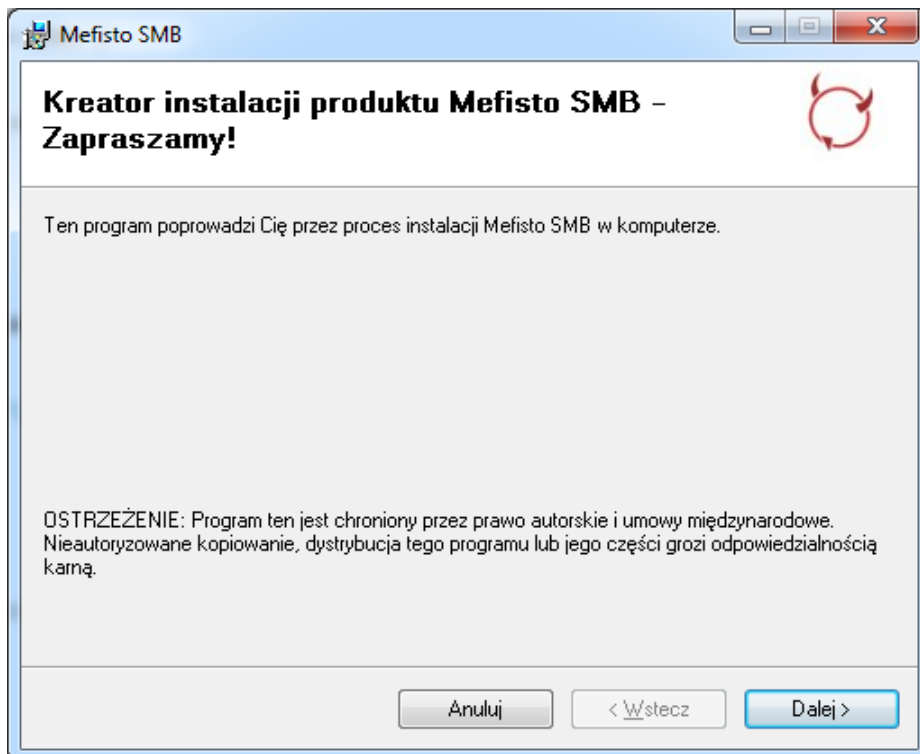 Mefisto SMB
Kreator instalacji produktu Mefisto SMB -
Zapraszamy!
Ten program poprowadzi Cię przez proces instalacji Mefisto SMB w komputerze.
OSTRZEŻENIE: Program ten jest chroniony przez prawo autorskie i umowy międzynarodowe.
Nieautoryzowane kopiowanie, dystrybucja tego programu lub jego części grozi odpowiedzialnością
karną.
Anuluj
< Wstecz
Dalej >